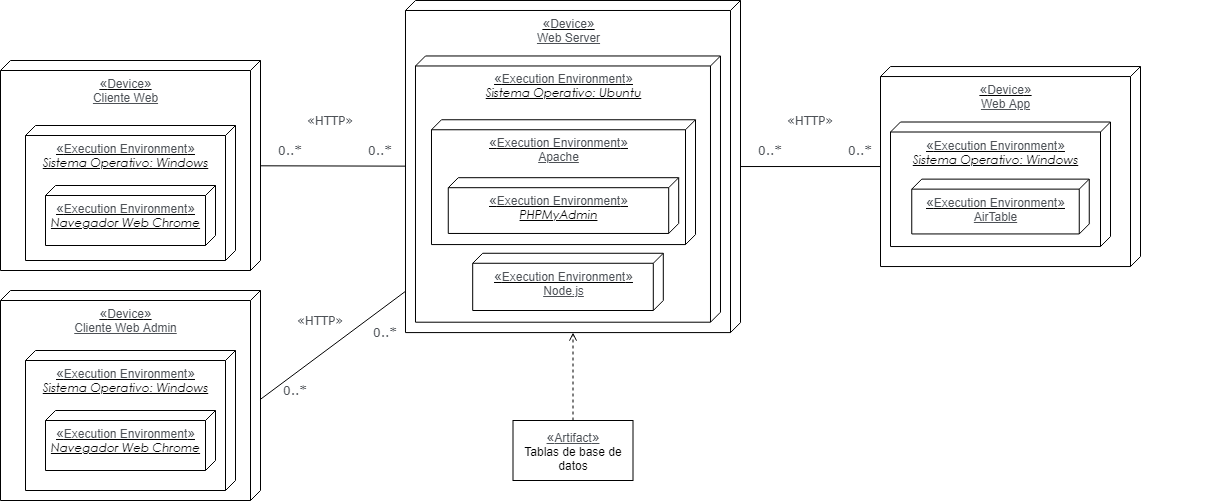 «Device»
Cliente Web
«Execution Environment»
Sistema Operativo: Windows
«Execution Environment»
Navegador Web Chrome
«HTTP»
0..*
0..*
«Device»
Cliente Web Admin
«Execution Environment»
Sistema Operativo: Windows
«Execution Environment»
Navegador Web Chrome
«HTTP»
0..*
0..*
«Device»
Web Server
«Execution Environment»
Sistema Operativo: Ubuntu
«Execution Environment»
Apache
«Execution Environment»
PHPMyAdmin
«Execution Environment»
Node.js
«Artifact»
Tablas de base de
datos
«HTTP»
0..*
0..*
«Device»
Web App
«Execution Environment»
Sistema Operativo: Windows
«Execution Environment»
AirTable